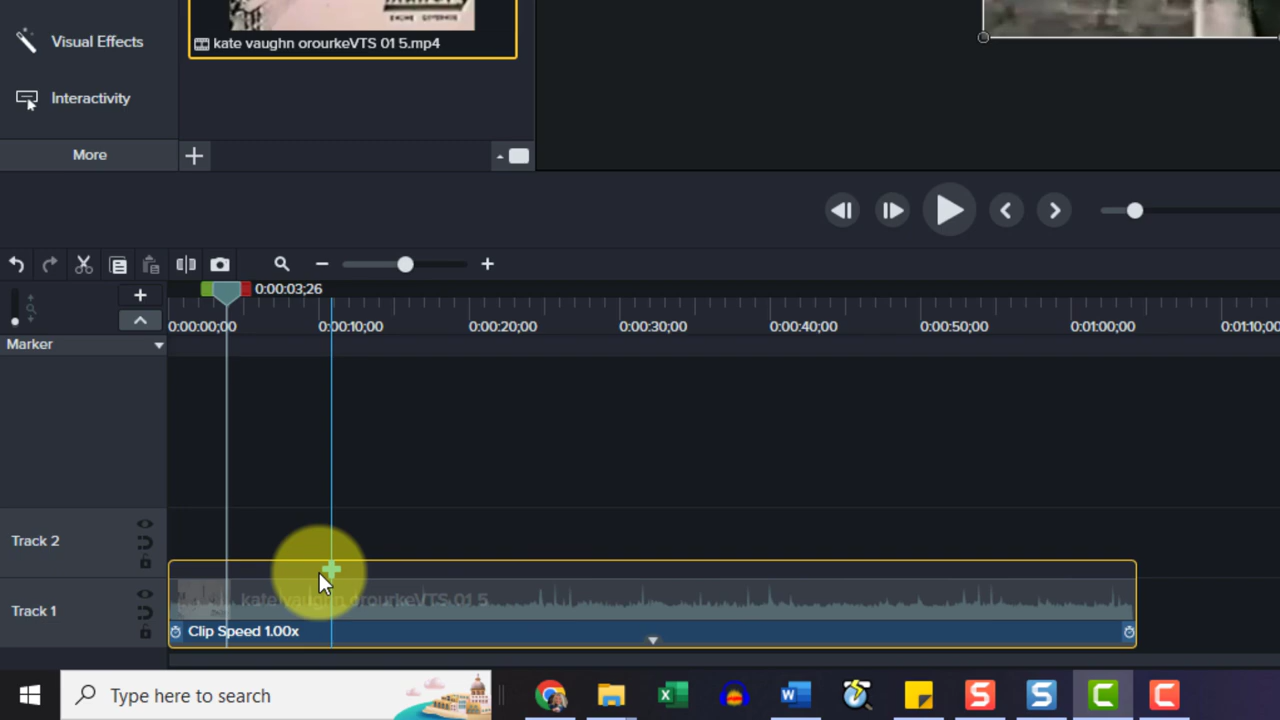 Visual Effects
kate vaughn orourkeVTS 01 5.mp4
Interactivity
More
0:00:03;26
0:00:00;00 0:00:10;00 0:00:20;00 0:00:30;00 0:00:40;00 0:00:50;00 0:01:00;00 0:01:10;00
Marker
Track 2
kate vaughn orourkeVTS 01 5
Track 1
Clip Speed 1.00x
Type here to search